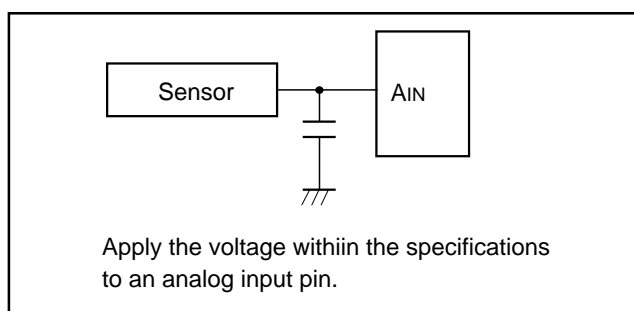 Sensor AIN
Apply the voltage withiin the specifications
to an analog input pin.